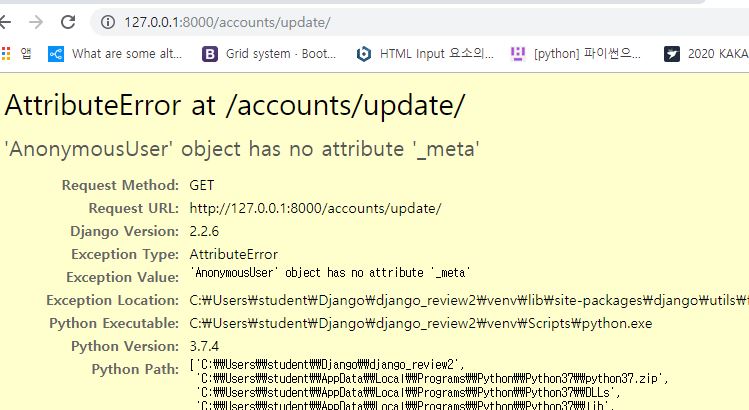 127.0.0.1:8000/accounts/update/
앱 What are some alt... Grid system · Boot... HTML Input 요소의... [python] 파이썬으... 2020 KAKA
AttributeError at /accounts/update/
'AnonymousUser' object has no attribute '_meta'
Request Method: GET
Request URL: http://127.0.0.1:8000/accounts/update/
Django Version: 2.2.6
Exception Type: AttributeError
Exception Value: 'AnonymousUser' object has no attribute '_meta'
Exception Location: C:₩Users₩student₩Django₩django_review2₩venv₩lib₩site-packages₩django₩utils₩
Python Executable: C:₩Users₩student₩Django₩django_review2₩venv₩Scripts₩python.exe
Python Version: 3.7.4
Python Path: ['C:₩₩Users₩₩student₩₩Django₩₩django_review2',
'C:₩₩Users₩₩student₩₩AppData₩₩Local₩₩Programs₩₩Python₩₩Python37₩₩python37.zip',
'C:₩₩Users₩₩student₩₩AppData₩₩Local₩₩Programs₩₩Python₩₩Python37₩₩DLLs',
'C:₩₩Users₩₩student₩₩AppData₩₩Local₩₩Programs₩₩Python₩₩Python37₩₩lib',